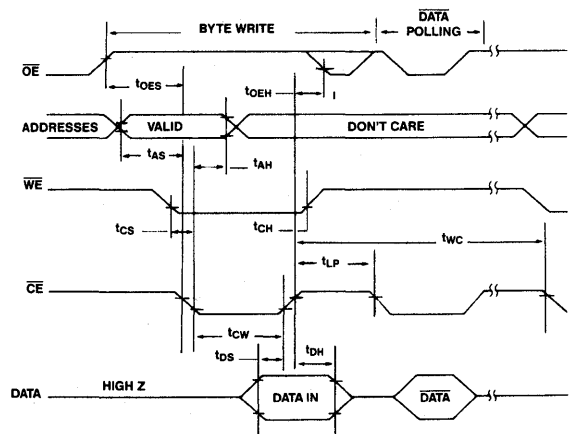 BYTE WRITE
DATA
POLLING
OE
tOES
tOEH
ADDRESSES
VALID
DON'T CARE
tAS
tAH
WE
tCS
tCH
tWC
tLP
CE
tCW
tDS
tDH
DATA
HIGH Z
DATA IN
DATA